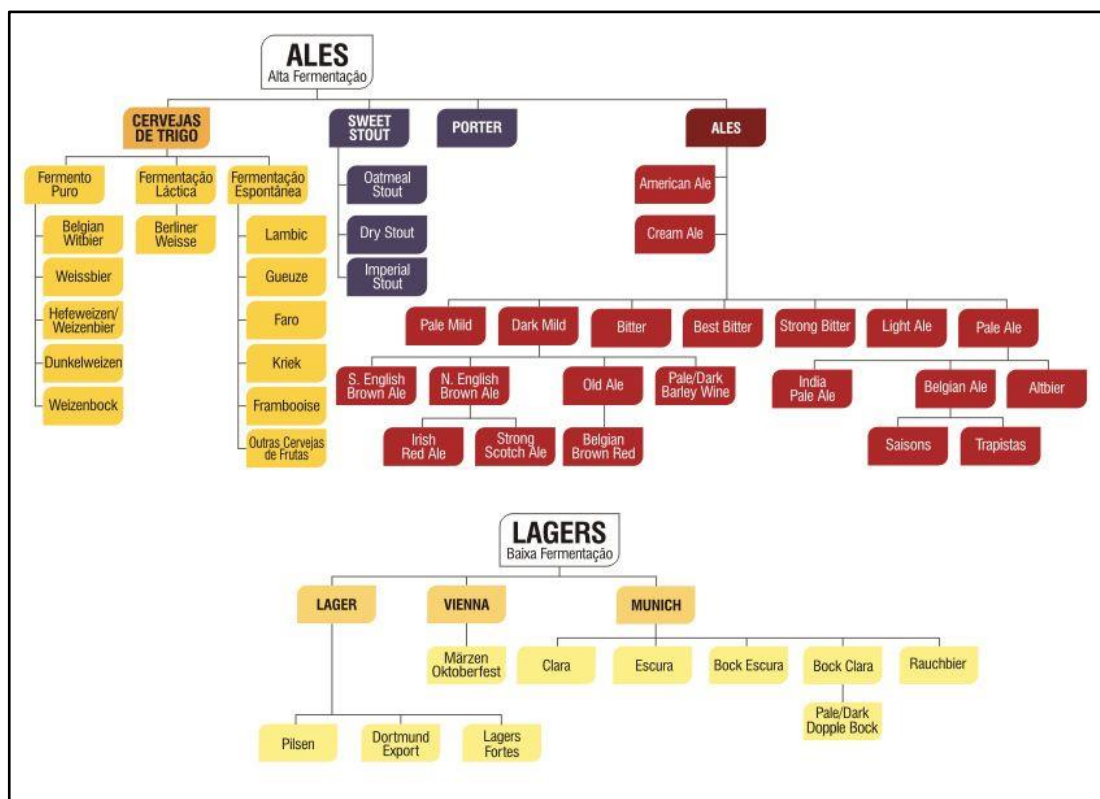 ALES
Alta Fermentação
CERVEJAS
DE TRIGO
SWEET
STOUT
PORTER
ALES
Fermento
Puro
Fermentação
Láctica
Fermentação
Espontânea
Belgian
Witbier
Weissbier
Hefeweizen/
Weizenbier
Dunkelweizen
Weizenbock
Berliner
Weisse
Lambic
Gueuze
Faro
Kriek
Frambooise
Outras Cervejas
de Frutas
Oatmeal
Stout
Dry Stout
Imperial
Stout
American Ale
Cream Ale
Pale Mild
Dark Mild
Bitter
Best Bitter
Strong Bitter
Light Ale
Pale Ale
S. English
Brown Ale
N. English
Brown Ale
Old Ale
Pale/Dark
Barley Wine
India
Pale Ale
Belgian Ale
Altbier
Irish
Red Ale
Strong
Scotch Ale
Belgian
Brown Red
Saisons
Trapistas
LAGERS
Baixa Fermentação
LAGER
VIENNA
MUNICH
Märzen
Oktoberfest
Clara
Escura
Bock Escura
Bock Clara
Rauchbier
Pilsen
Dortmund
Export
Lagers
Fortes
Pale/Dark
Dopple Bock